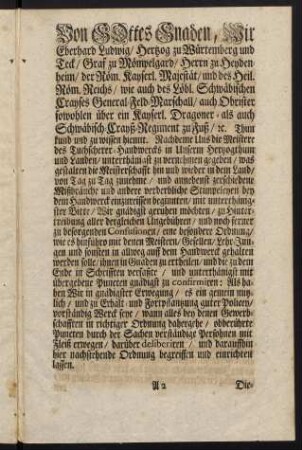 Von GOttes Gnaden / Wir
Eberhard Ludwig / Hertzog zu Würtemberg und
Teck / Graf zu Mömpelgard / Herr zu Heyden-
heim / der Röm. Kayserl. Majestät / und des Heil.
Röm. Reichs / wie auch des Löbl. Schwäbischen
Crayses General Feld-Marschall / auch Obrister
sowohlen über ein Kayserl. Dragoner- als auch
Schwäbisch. Crayß-Regiment zu Fuß / ꝛc. Thun
kund und zu wissen hiemit. Nachdeme Uns die Meistere
des Tuchscherer-Handwercks in Unserm Hertzogthum
und Landen / unterthänigst zu vernehmen gegeben / was
gestalten die Meisterschafft hin und wieder in dem Land /
von Tag zu Tag zunehme / und annebenst verschiedene
Mißbräuche und andere verderbliche Stümpeleyen bey
dem Handwerck einzureissen beginnten / mit unterthänig-
ster Bitte / Wir gnädigst geruhen möchten / zu Hinter-
treibung aller dergleichen Ungebühren / und noch ferner
zu besorgenden Confusionen / eine besondere Ordnung /
wie es hinführo mit denen Meistern / Gesellen / Lehr-Jun-
gen und sonsten in allweg auff dem Handwerck gehalten
werden solle / ihnen in Gnaden zu ertheilen / und die zu dem
Ende in Schrifften verfaßte / und unterthänigst mit
übergebene Puncten gnädigst zu confirmiren: Als ha-
ben Wir in gnädigster Erwegung / es ein gemein nutz-
lich / und zu Erhalt- und Fortpflanzung guter Policey /
vorständig Werck seye / wann alles bey denen Gewerb-
schafften in richtiger Ordnung dahergehe / obberührte
Puncten durch der Sachen verständige Persohnen mit
Fleiß erwegen / darüber deliberiren / und darauffhin
hier nachstehende Ordnung begreiffen und einrichten
lassen.
A 2
Die-